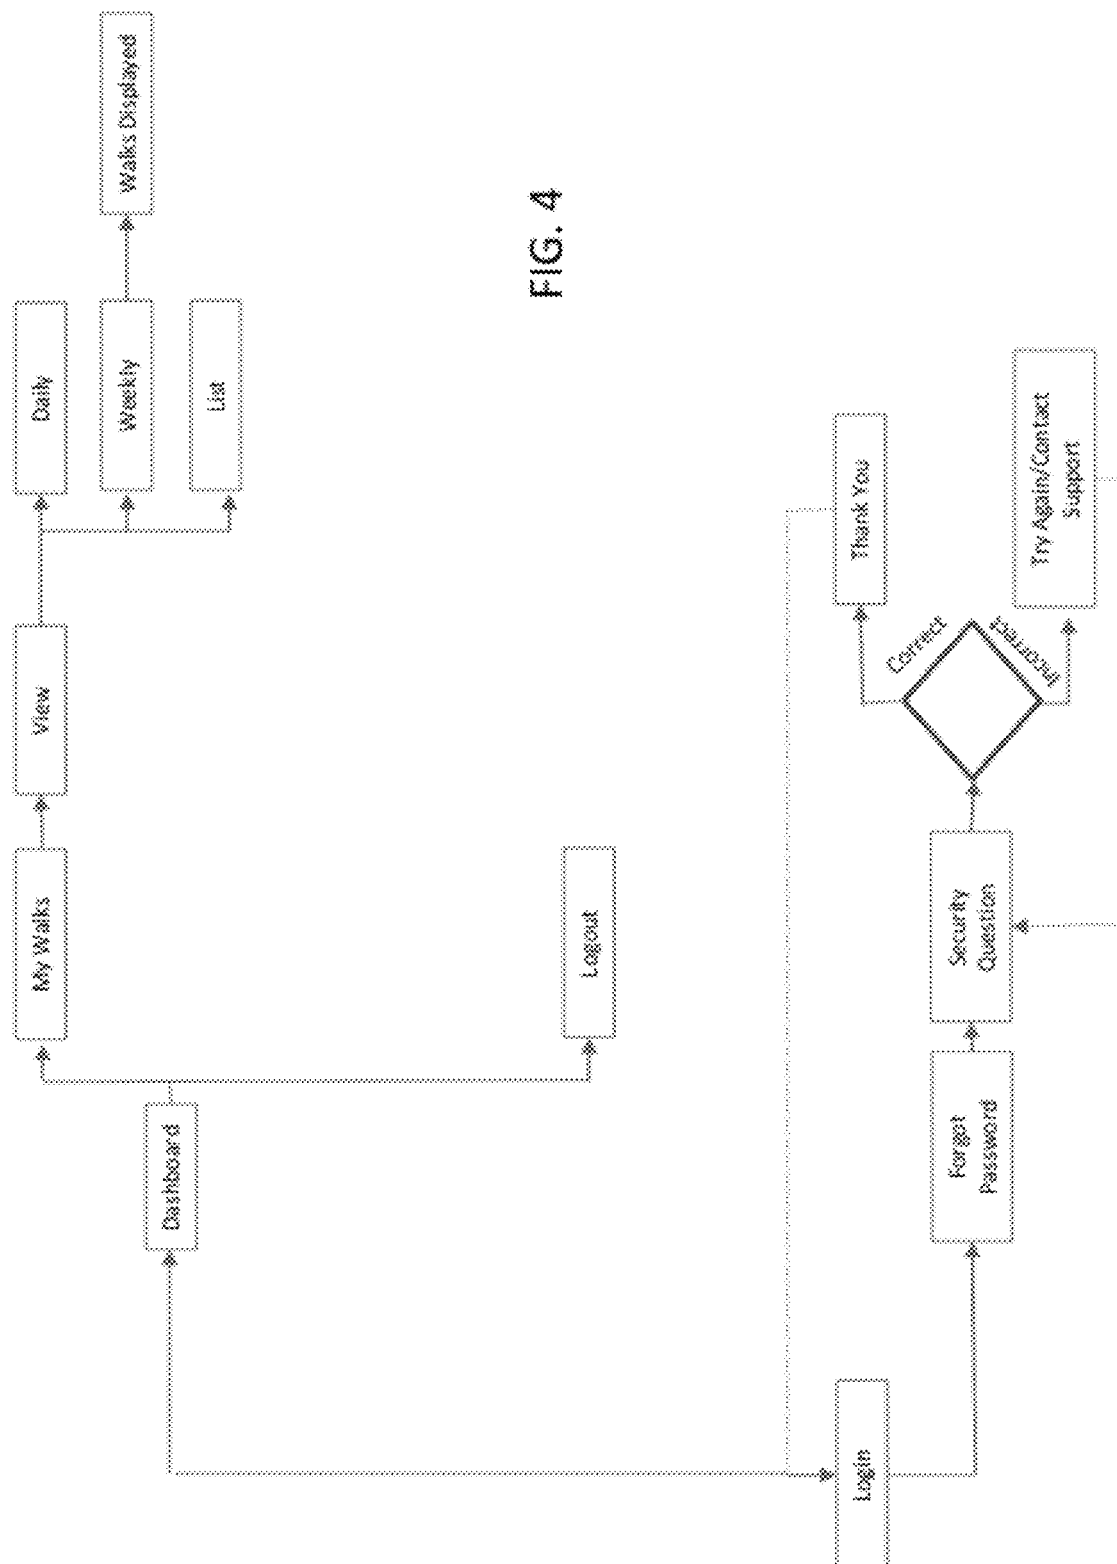 Login
Dashboard
My Walks
View
Daily
Weekly
List
Walks Displayed
Logout
FIG. 4
Forgot
Password
Security
Question
Correct
Incorrect
Thank You
Try Again/Contact
Support